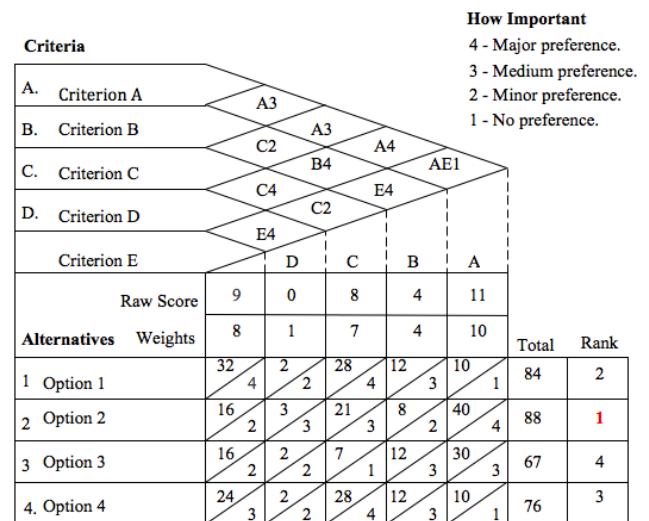 How Important
Criteria
4 - Major preference.
3 - Medium preference.
2 - Minor preference.
1 - No preference.
A. Criterion A
A3
B. Criterion B
A3
C2
A4
B4
AE1
C. Criterion C
C4
E4
D. Criterion D
C2
E4
Criterion E
D C B A
Raw Score 9 0 8 4 11
Alternatives Weights 8 1 7 4 10 Total Rank
1 Option 1 32 4 2 2 28 4 12 3 10 1 84 2
2 Option 2 16 2 3 3 21 3 8 2 40 4 88 1
3 Option 3 16 2 2 2 7 1 12 3 30 3 67 4
4. Option 4 24 3 2 2 28 4 12 3 10 1 76 3